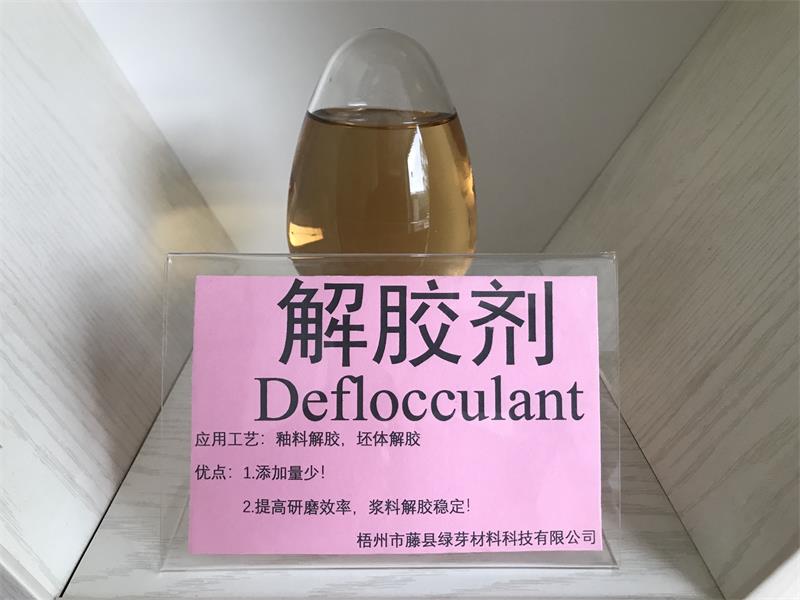 解胶剂
Deflocculant
应用工艺：釉料解胶，坯体解胶
优点：1.添加量少！
2.提高研磨效率，浆料解胶稳定！
梧州市藤县绿芽材料科技有限公司